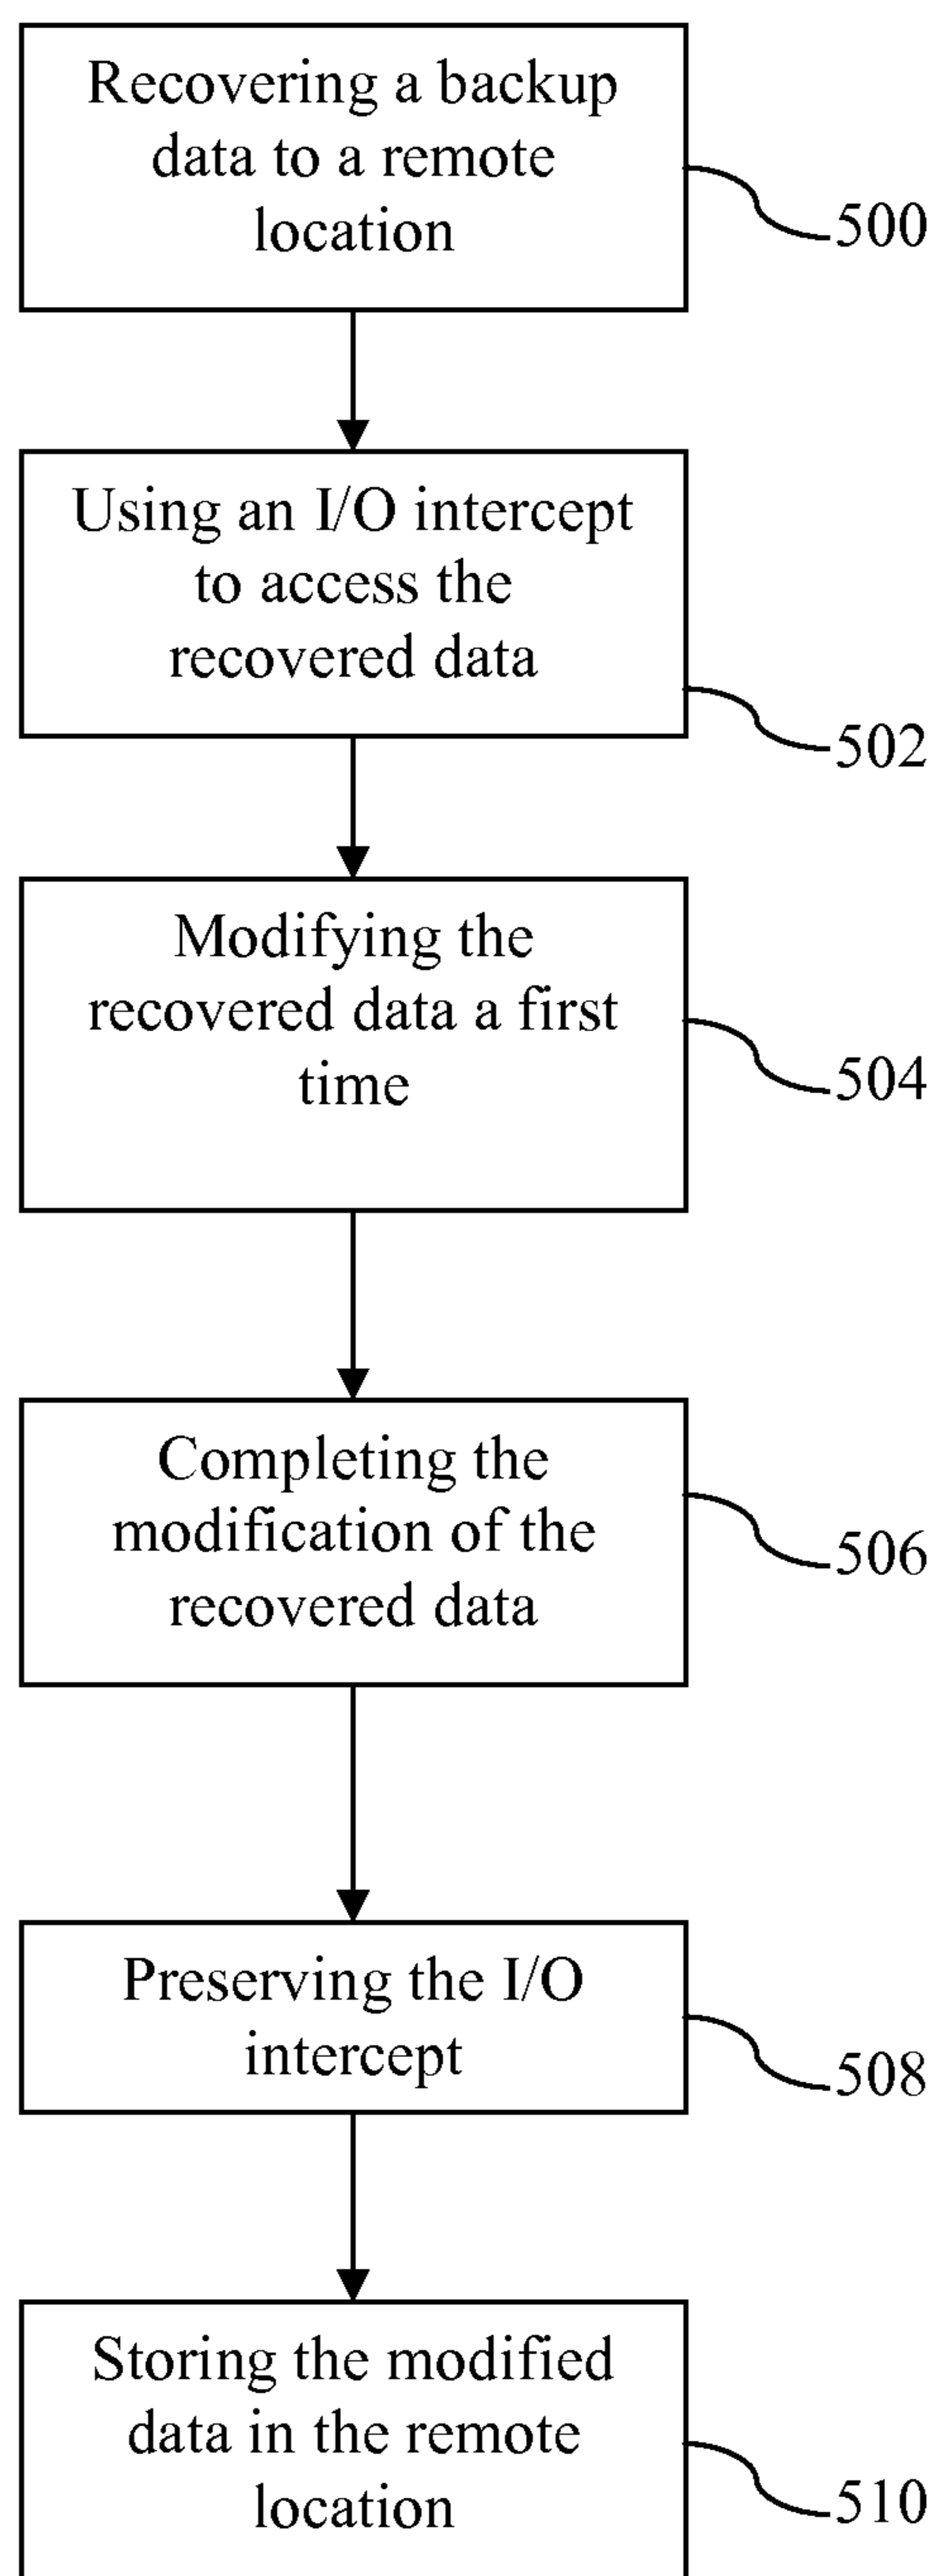 Recovering a backup
data to a remote
location
500
Using an I/O intercept
to access the
recovered data
502
Modifying the
recovered data a first
time
504
Completing the
modification of the
recovered data
506
Preserving the I/O
intercept
508
Storing the modified
data in the remote
location
510